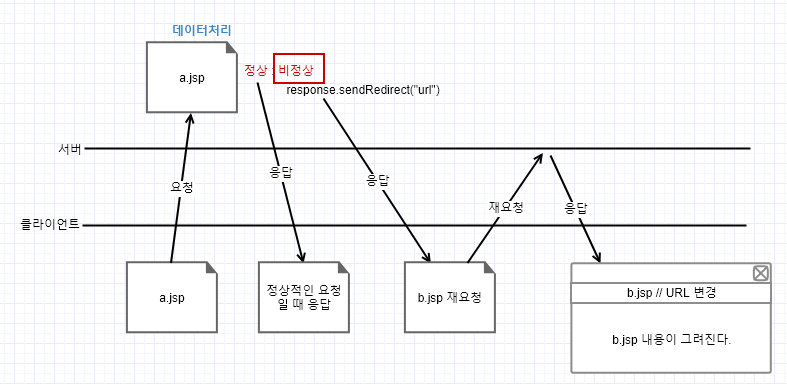 데이터처리
a.jsp
정상 : 비정상
response.sendRedirect("url")
서버
응답
응답
요청
재요청
응답
클라이언트
a.jsp
정상적인 요청
일 때 응답
b.jsp 재요청
b.jsp // URL 변경
b.jsp 내용이 그려진다.